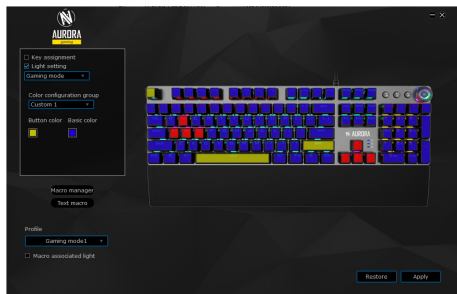 AURORA
gaming
Key assignment
Light setting
Gaming mode
Color configuration group
Custom 1
Button color Basic color
AURORA
Macro manager
Text macro
Profile
Gaming mode1
Macro associated light
Restore Apply